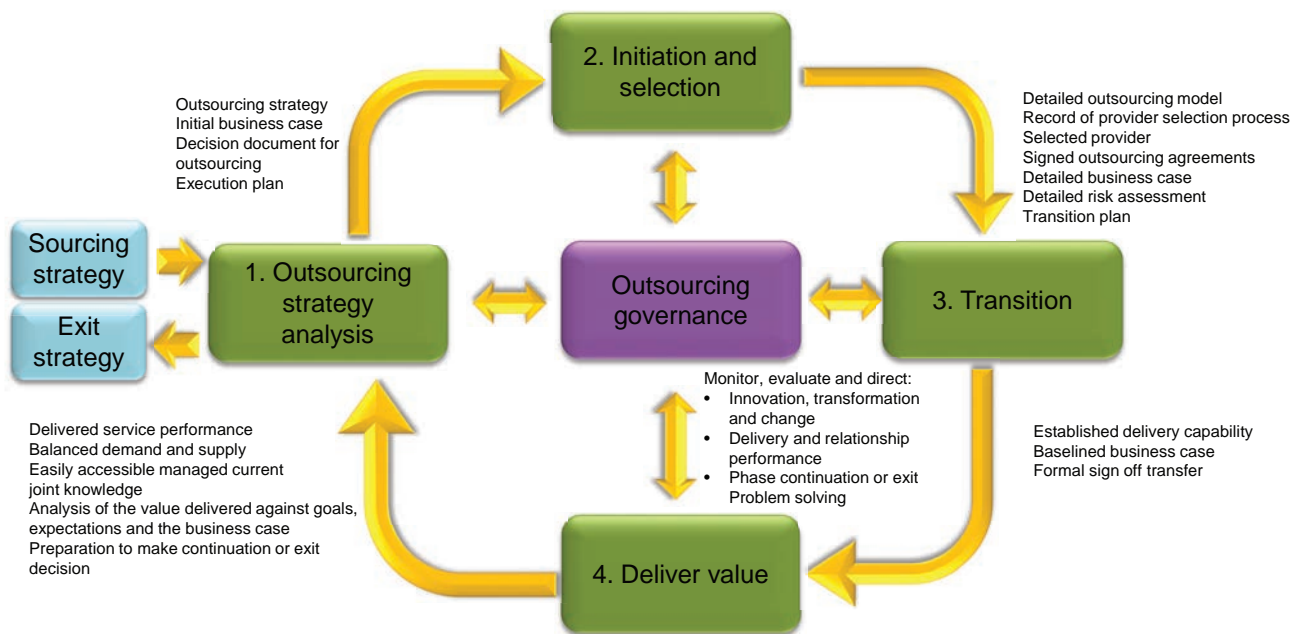 2. Initiation and
selection
Outsourcing strategy
Initial business case
Decision document for
outsourcing
Execution plan
Detailed outsourcing model
Record of provider selection process
Selected provider
Signed outsourcing agreements
Detailed business case
Detailed risk assessment
Transition plan
Sourcing
strategy
Exit
strategy
1. Outsourcing
strategy
analysis
Outsourcing
governance
3. Transition
Monitor, evaluate and direct:
• Innovation, transformation
and change
• Delivery and relationship
performance
• Phase continuation or exit
Problem solving
Established delivery capability
Baselined business case
Formal sign off transfer
4. Deliver value
Delivered service performance
Balanced demand and supply
Easily accessible managed current
joint knowledge
Analysis of the value delivered against goals,
expectations and the business case
Preparation to make continuation or exit
decision